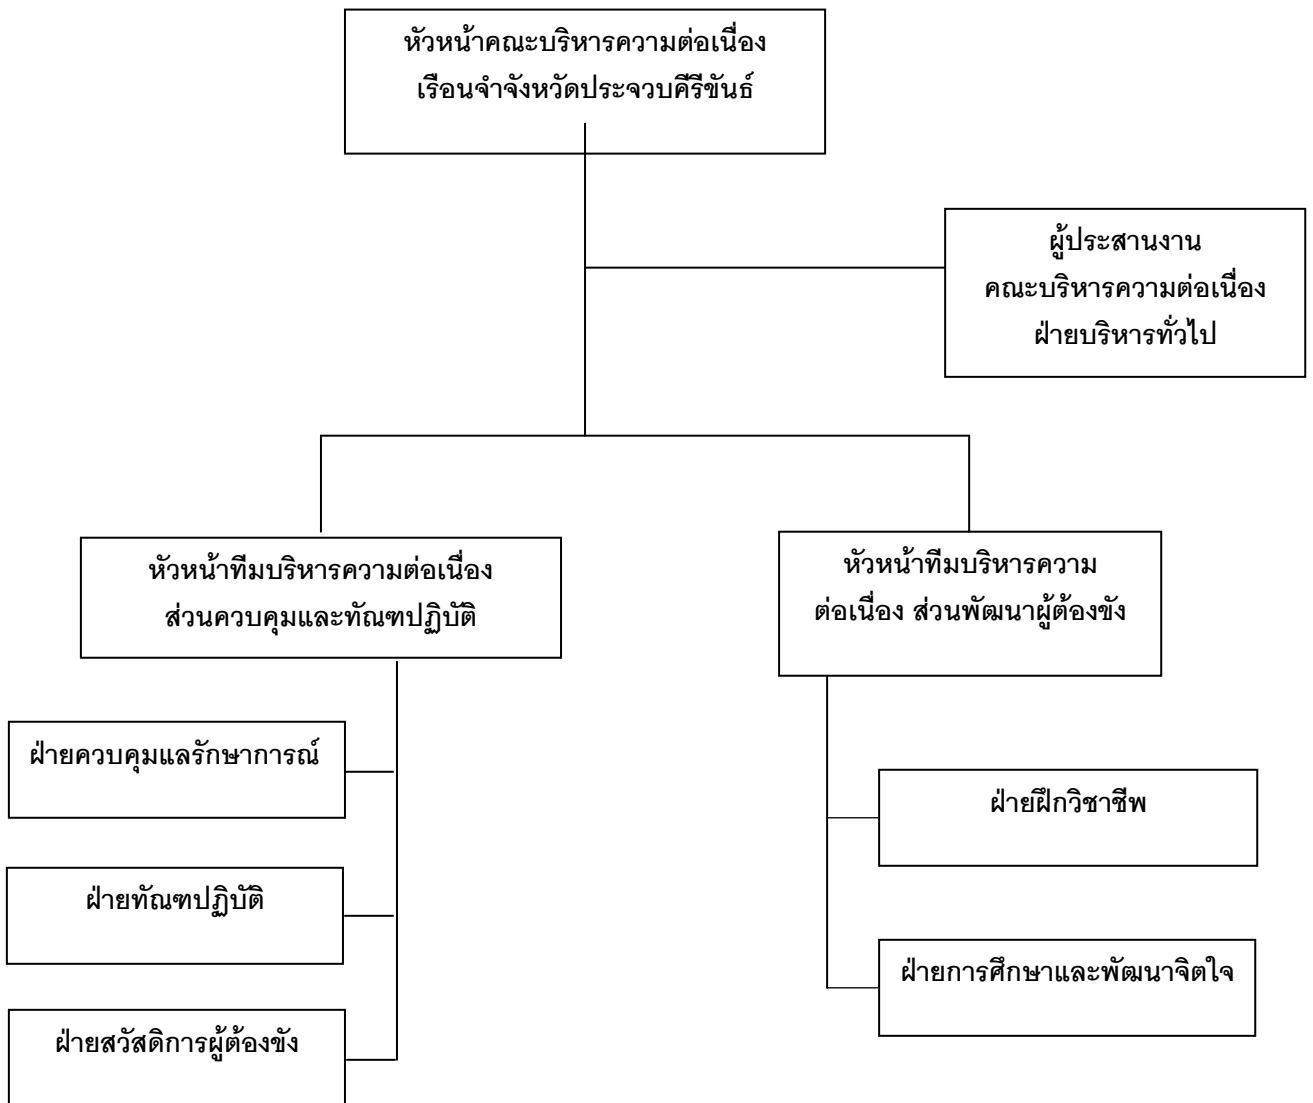 หัวหน้าคณะบริหารความต่อเนื่อง
เรือนจำจังหวัดประจวบคีรีขันธ์
ผู้ประสานงาน
คณะบริหารความต่อเนื่อง
ฝ่ายบริหารทั่วไป
หัวหน้าทีมบริหารความต่อเนื่อง
ส่วนควบคุมและทัณฑปฏิบัติ
หัวหน้าทีมบริหารความ
ต่อเนื่อง ส่วนพัฒนาผู้ต้องขัง
ฝ่ายควบคุมแลรักษาการณ์
ฝ่ายทัณฑปฏิบัติ
ฝ่ายสวัสดิการผู้ต้องขัง
ฝ่ายฝึกวิชาชีพ
ฝ่ายการศึกษาและพัฒนาจิตใจ